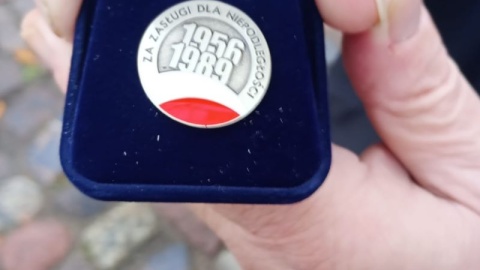 ZA ZASŁUGI DLA NIEPODLEGŁOŚCI
1956
1989